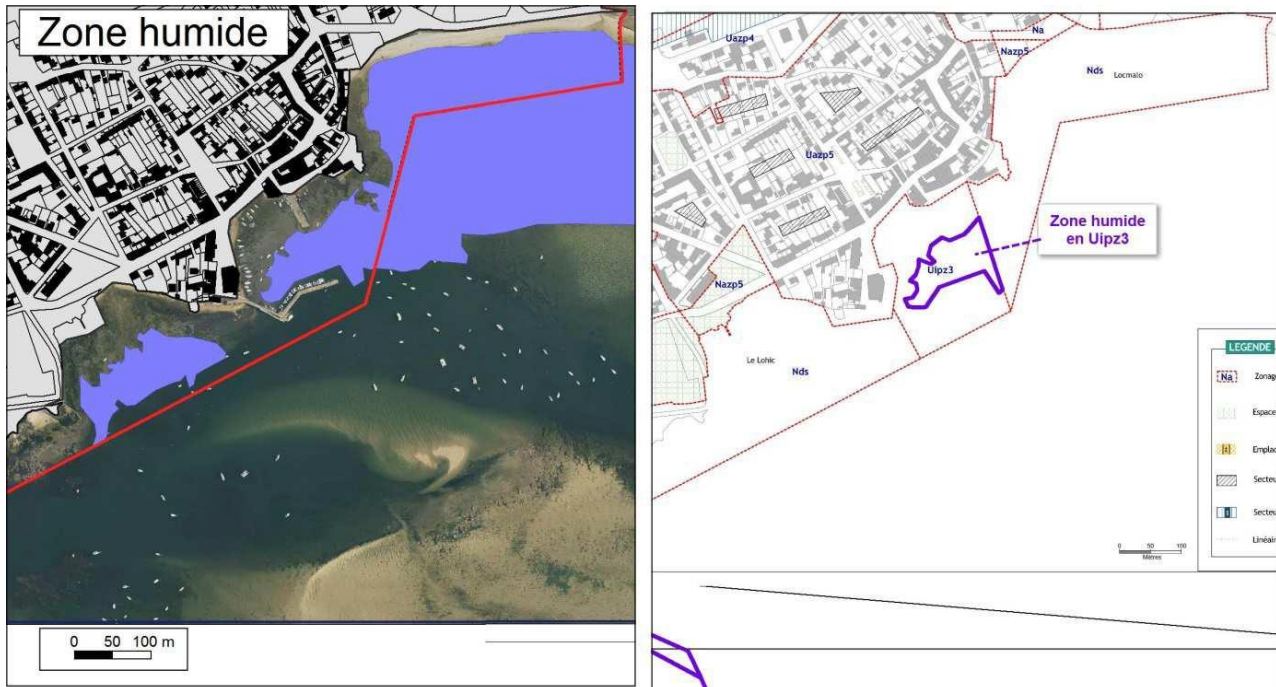 Zone humide
0 50 100 m
Uazp4
Na
Nazp5
Nds
Locmalo
Uazp5
Zone humide
en Uipz3
Uipz3
Nazp5
Le Lohic
Nds
LEGENDE
Na Zonag
Espace
Emplac
Secteu
Secteu
Linéair
0 50 100
Mètres